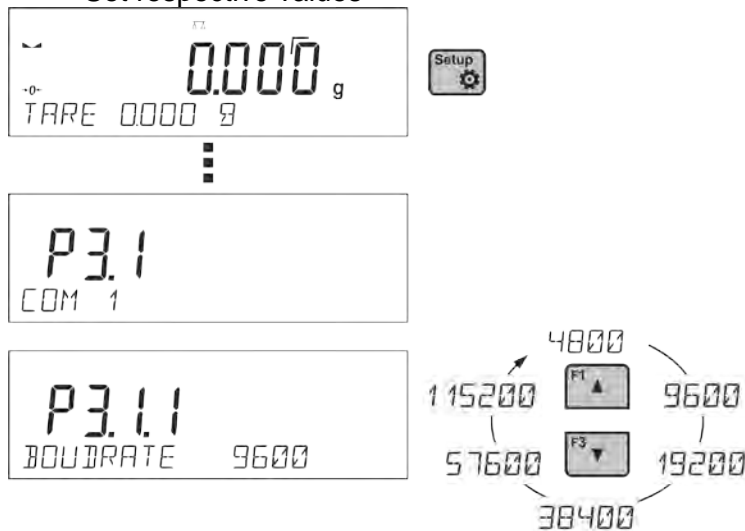 Set respective values
0.000 g
Setup
-0-
TARE 0.000 g
P3.1
COM 1
4800
F1
115200
9600
P3.1.1
BOUDRATE 9600
F3
57600
19200
38400